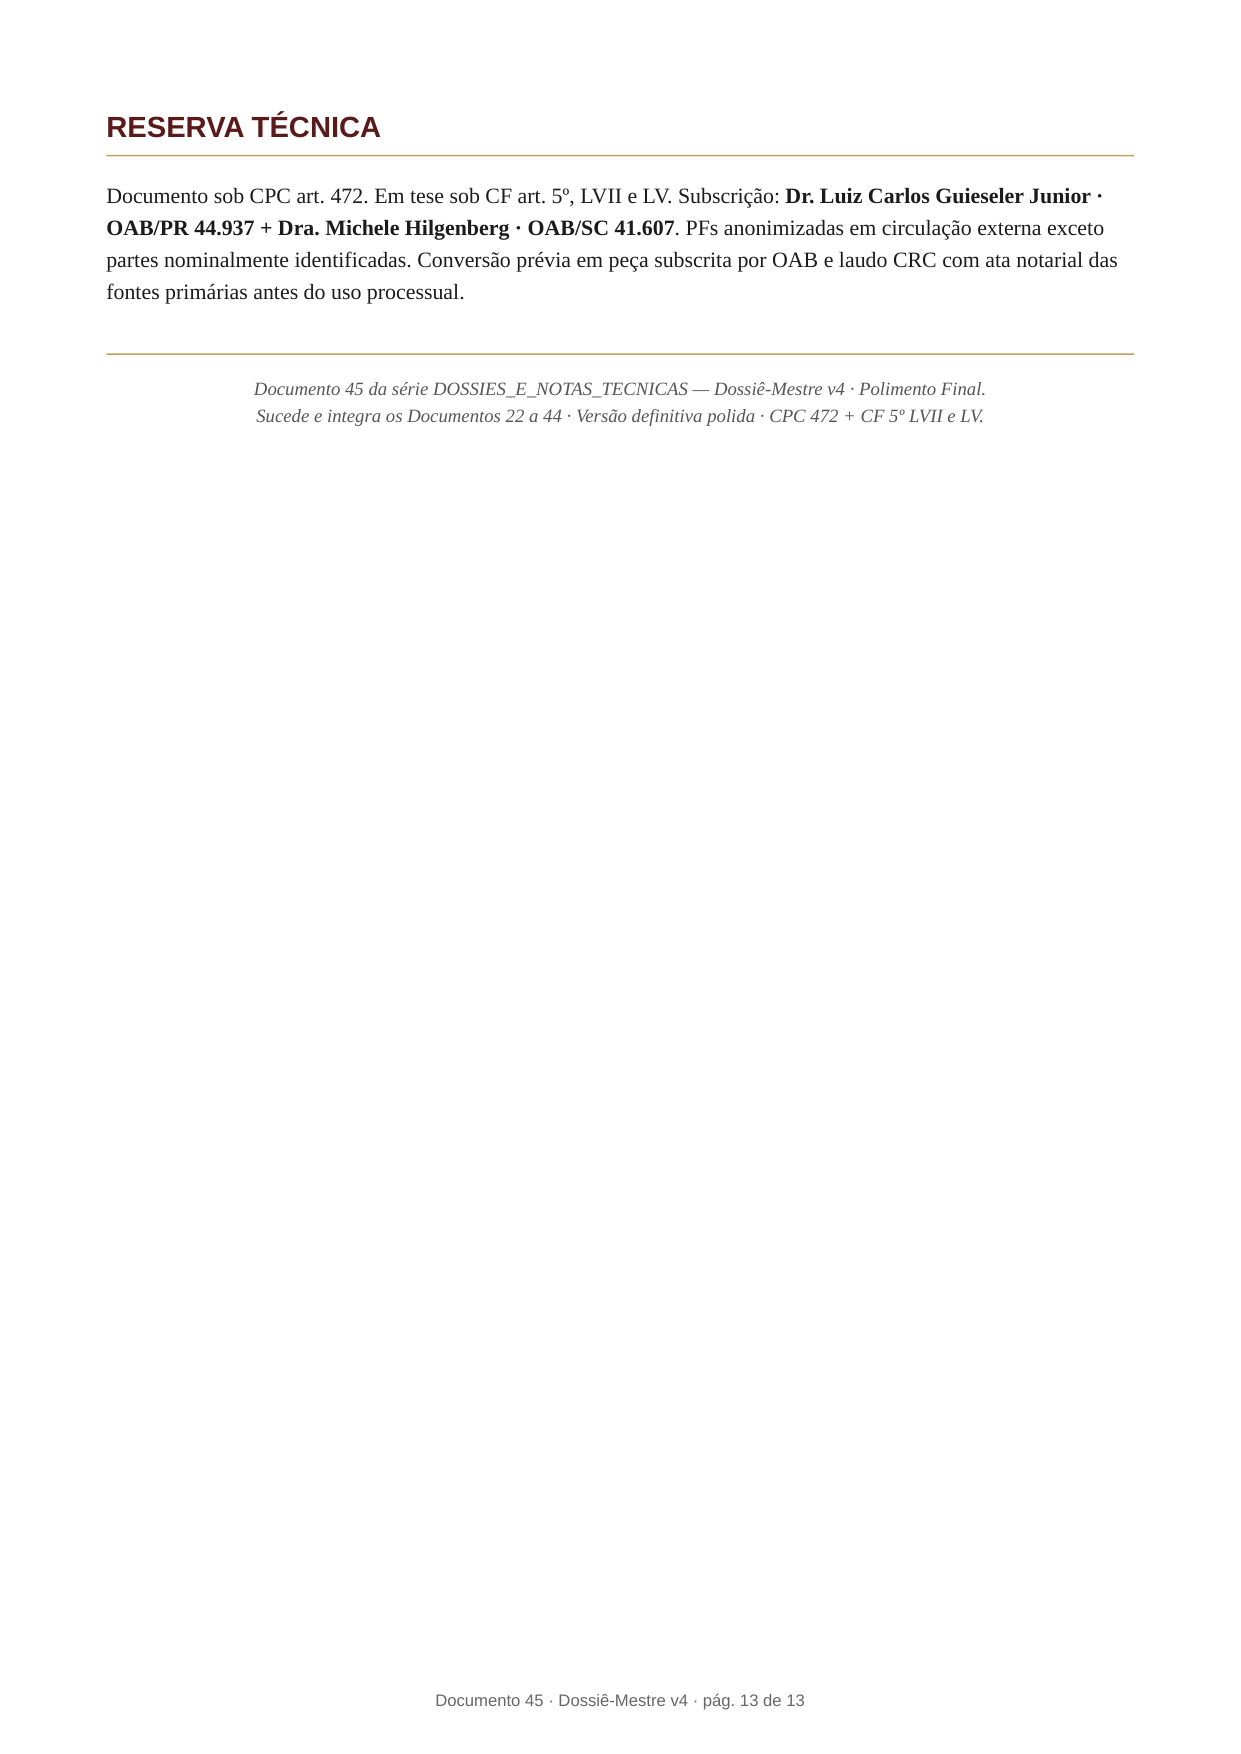 RESERVA TÉCNICA
Documento sob CPC art. 472. Em tese sob CF art. 5º, LVII e LV. Subscrição: Dr. Luiz Carlos Guieseler Junior ·
OAB/PR 44.937 + Dra. Michele Hilgenberg · OAB/SC 41.607. PFs anonimizadas em circulação externa exceto
partes nominalmente identificadas. Conversão prévia em peça subscrita por OAB e laudo CRC com ata notarial das
fontes primárias antes do uso processual.
Documento 45 da série DOSSIES_E_NOTAS_TECNICAS — Dossiê-Mestre v4 · Polimento Final.
Sucede e integra os Documentos 22 a 44 · Versão definitiva polida · CPC 472 + CF 5º LVII e LV.
Documento 45 · Dossiê-Mestre v4 · pág. 13 de 13